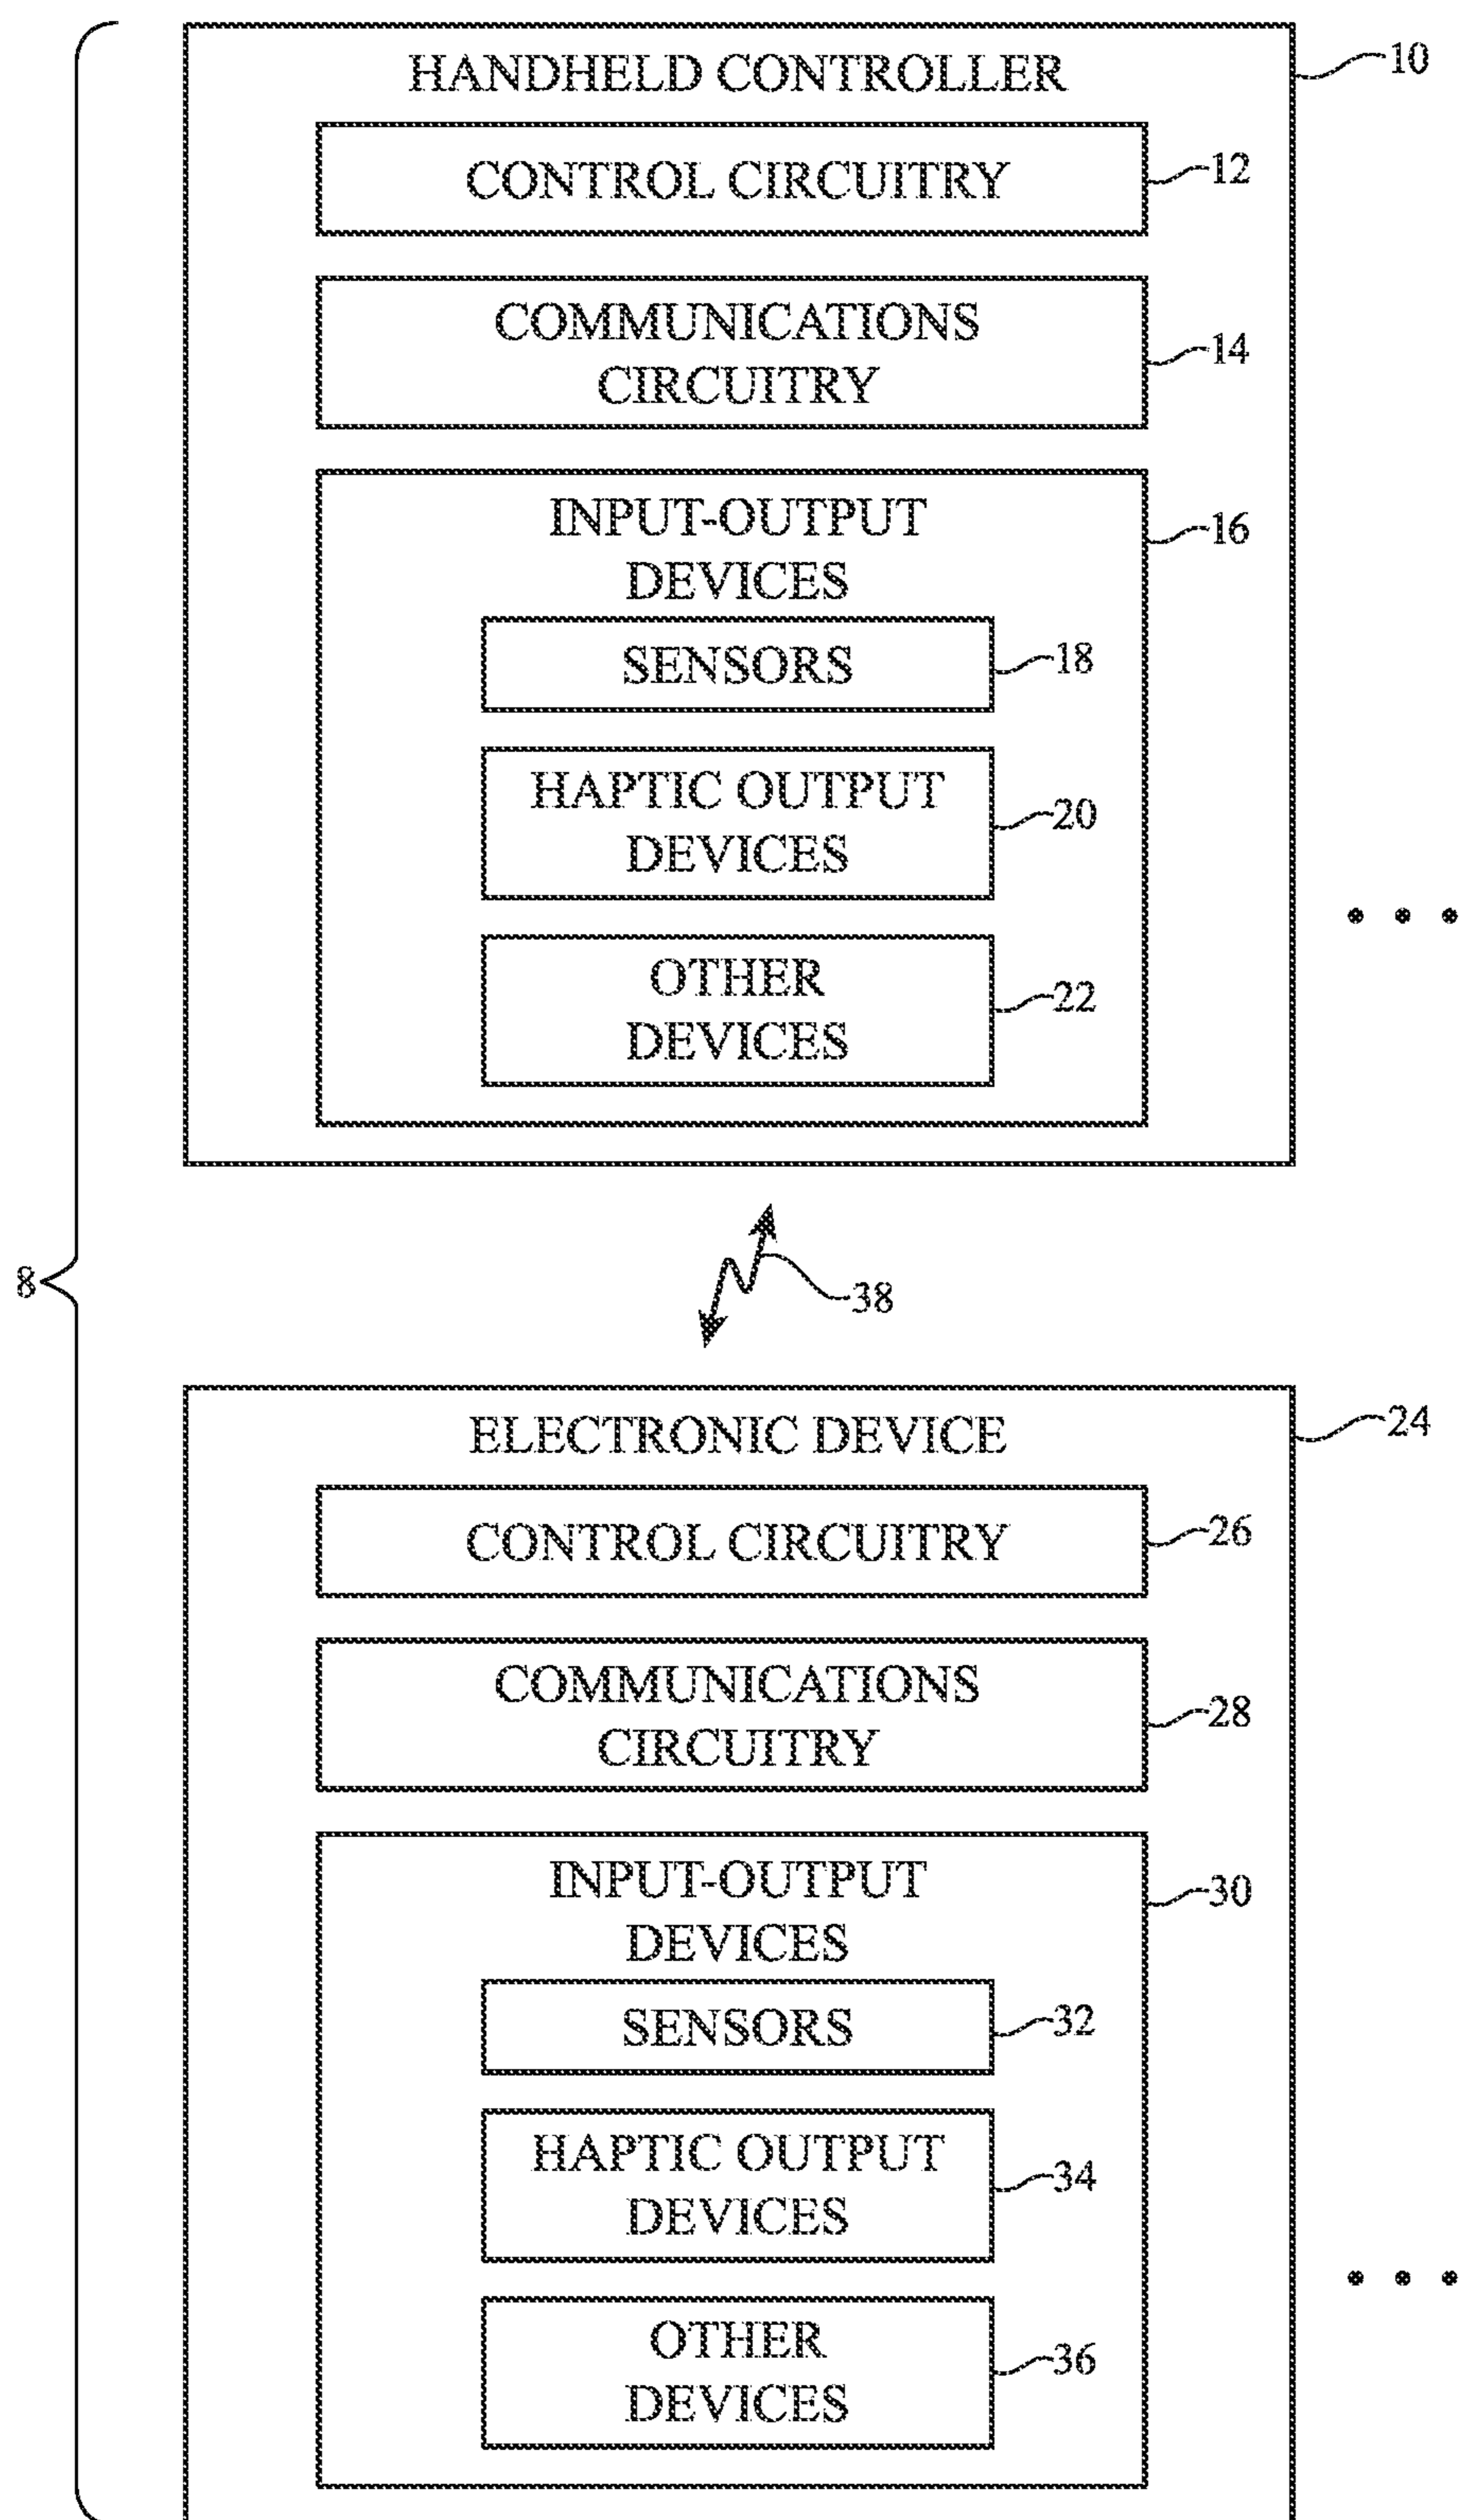 HANDHELD CONTROLLER
10
CONTROL CIRCUITRY
12
COMMUNICATIONS
CIRCUITRY
14
INPUT-OUTPUT
DEVICES
16
SENSORS
18
HAPTIC OUTPUT
DEVICES
20
OTHER
DEVICES
22
8
38
ELECTRONIC DEVICE
24
CONTROL CIRCUITRY
26
COMMUNICATIONS
CIRCUITRY
28
INPUT-OUTPUT
DEVICES
30
SENSORS
32
HAPTIC OUTPUT
DEVICES
34
OTHER
DEVICES
36